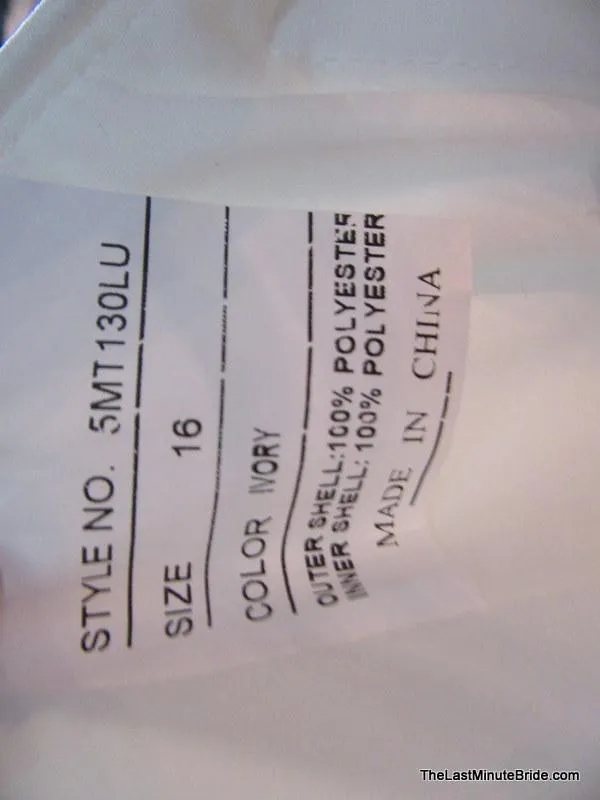 STYLE NO. 5MT130LU
SIZE 16
COLOR IVORY
OUTER SHELL:100% POLYESTER
INNER SHELL: 100% POLYESTER
MADE IN CHINA
TheLastMinuteBride.com